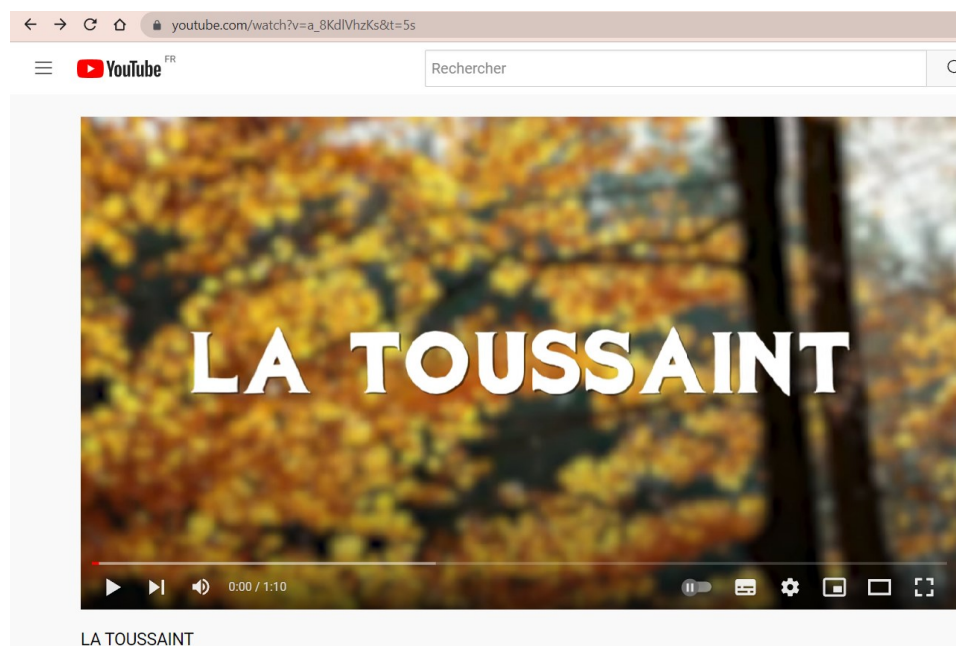 youtube.com/watch?v=a_8KdlVhzKs&t=5s
YouTube FR
Rechercher
LA TOUSSAINT
0:00 / 1:10
LA TOUSSAINT